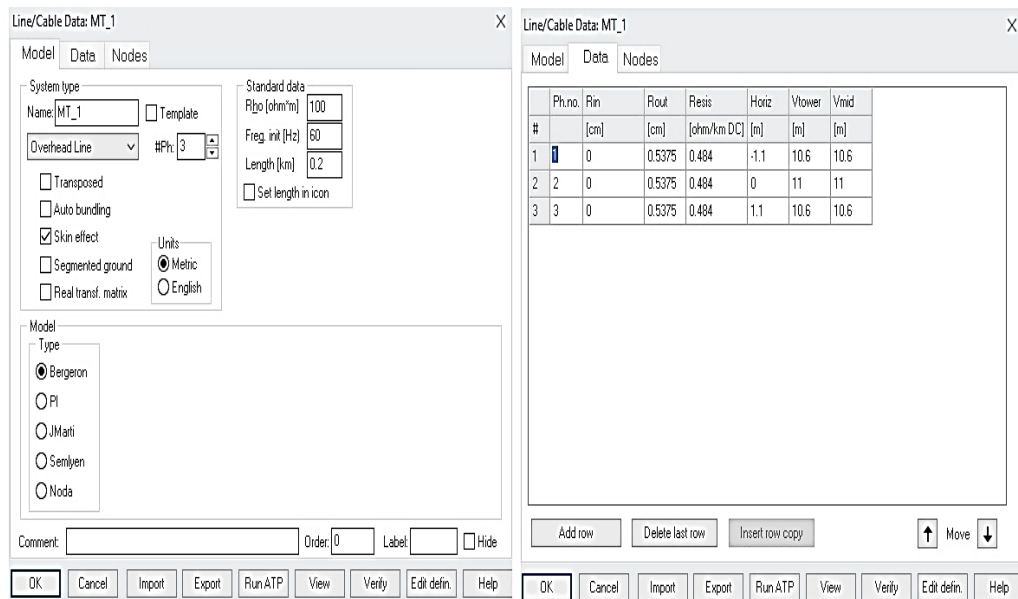 Line/Cable Data: MT_1 X
Model Data Nodes
System type
Name: MT_1 Template
Overhead Line #Ph: 3
Transposed
Auto bundling
Skin effect
Segmented ground
Real transf. matrix
Units
Metric
English
Standard data
Rho [ohm*m] 100
Freq. init [Hz] 60
Length [km] 0.2
Set length in icon
Model
Type
Bergeron
PI
JMarti
Semlyen
Noda
Comment: Order: 0 Label: Hide
OK Cancel Import Export Run ATP View Verify Edit defin. Help
Line/Cable Data: MT_1 X
Model Data Nodes
Ph.no. Rin Rout Resis Horiz Vtower Vmid
# [cm] [cm] [ohm/km DC] [m] [m] [m]
1 1 0 0.5375 0.484 -1.1 10.6 10.6
2 2 0 0.5375 0.484 0 11 11
3 3 0 0.5375 0.484 1.1 10.6 10.6
Add row Delete last row Insert row copy Move
OK Cancel Import Export Run ATP View Verify Edit defin. Help